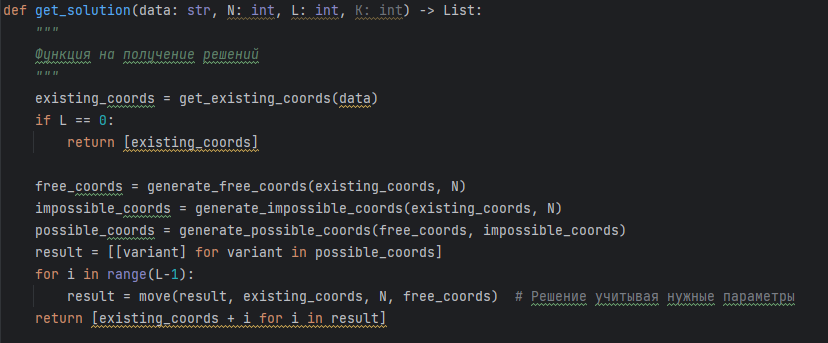 def get_solution(data: str, N: int, L: int, K: int) -> List:
    """
    Функция на получение решений
    """
    existing_coords = get_existing_coords(data)
    if L == 0:
        return [existing_coords]

    free_coords = generate_free_coords(existing_coords, N)
    impossible_coords = generate_impossible_coords(existing_coords, N)
    possible_coords = generate_possible_coords(free_coords, impossible_coords)
    result = [[variant] for variant in possible_coords]
    for i in range(L-1):
        result = move(result, existing_coords, N, free_coords)  # Решение учитывая нужные параметры
    return [existing_coords + i for i in result]